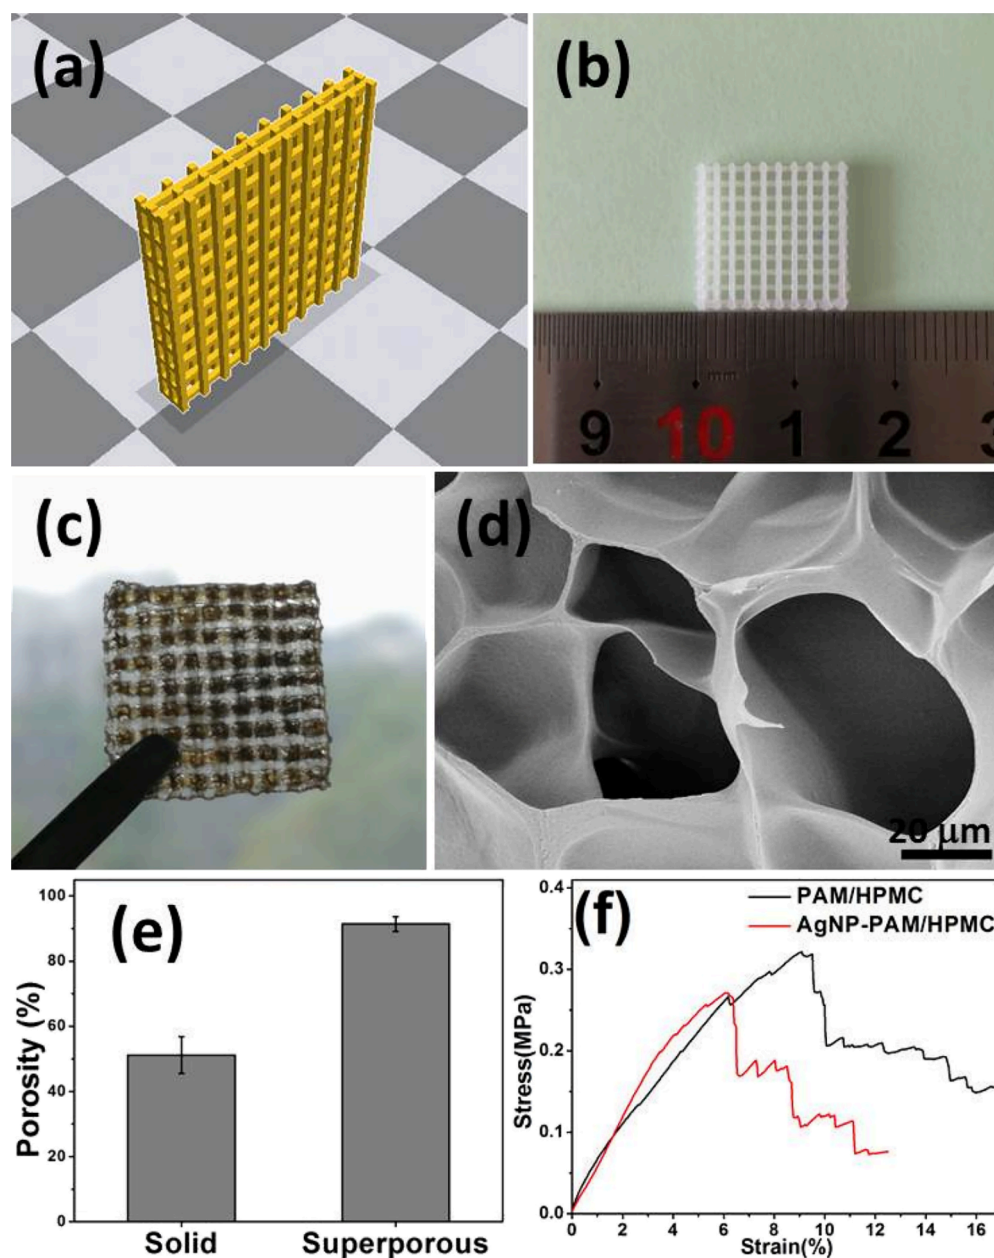 (a)
(b)
mm
9 10 1 2 3
(c)
(d)
20 μm
(e)
100
80
60
40
20
0
Porosity (%)
Solid
Superporous
(f)
PAM/HPMC
AgNP-PAM/HPMC
0.4
0.3
0.2
0.1
0.0
Stress(MPa)
0 2 4 6 8 10 12 14 16
Strain(%)